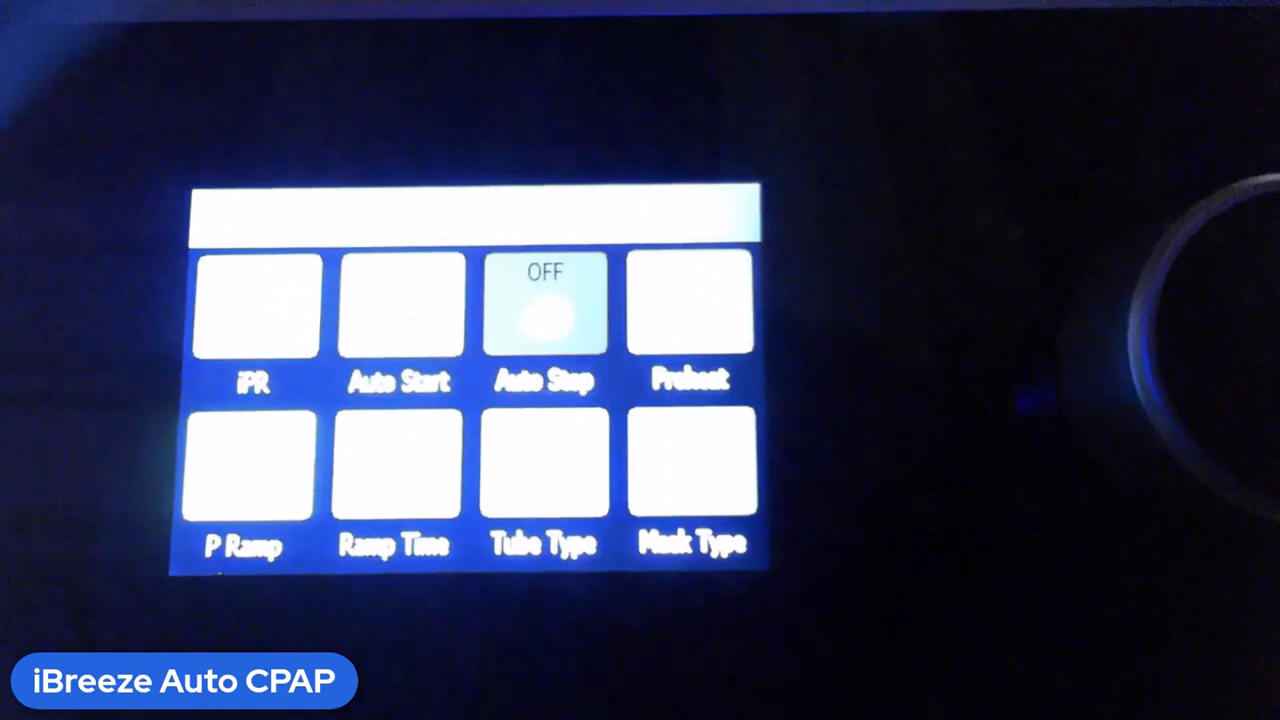 OFF
iPR Auto Start Auto Stop Preheat
P Ramp Ramp Time Tube Type Mask Type
iBreeze Auto CPAP